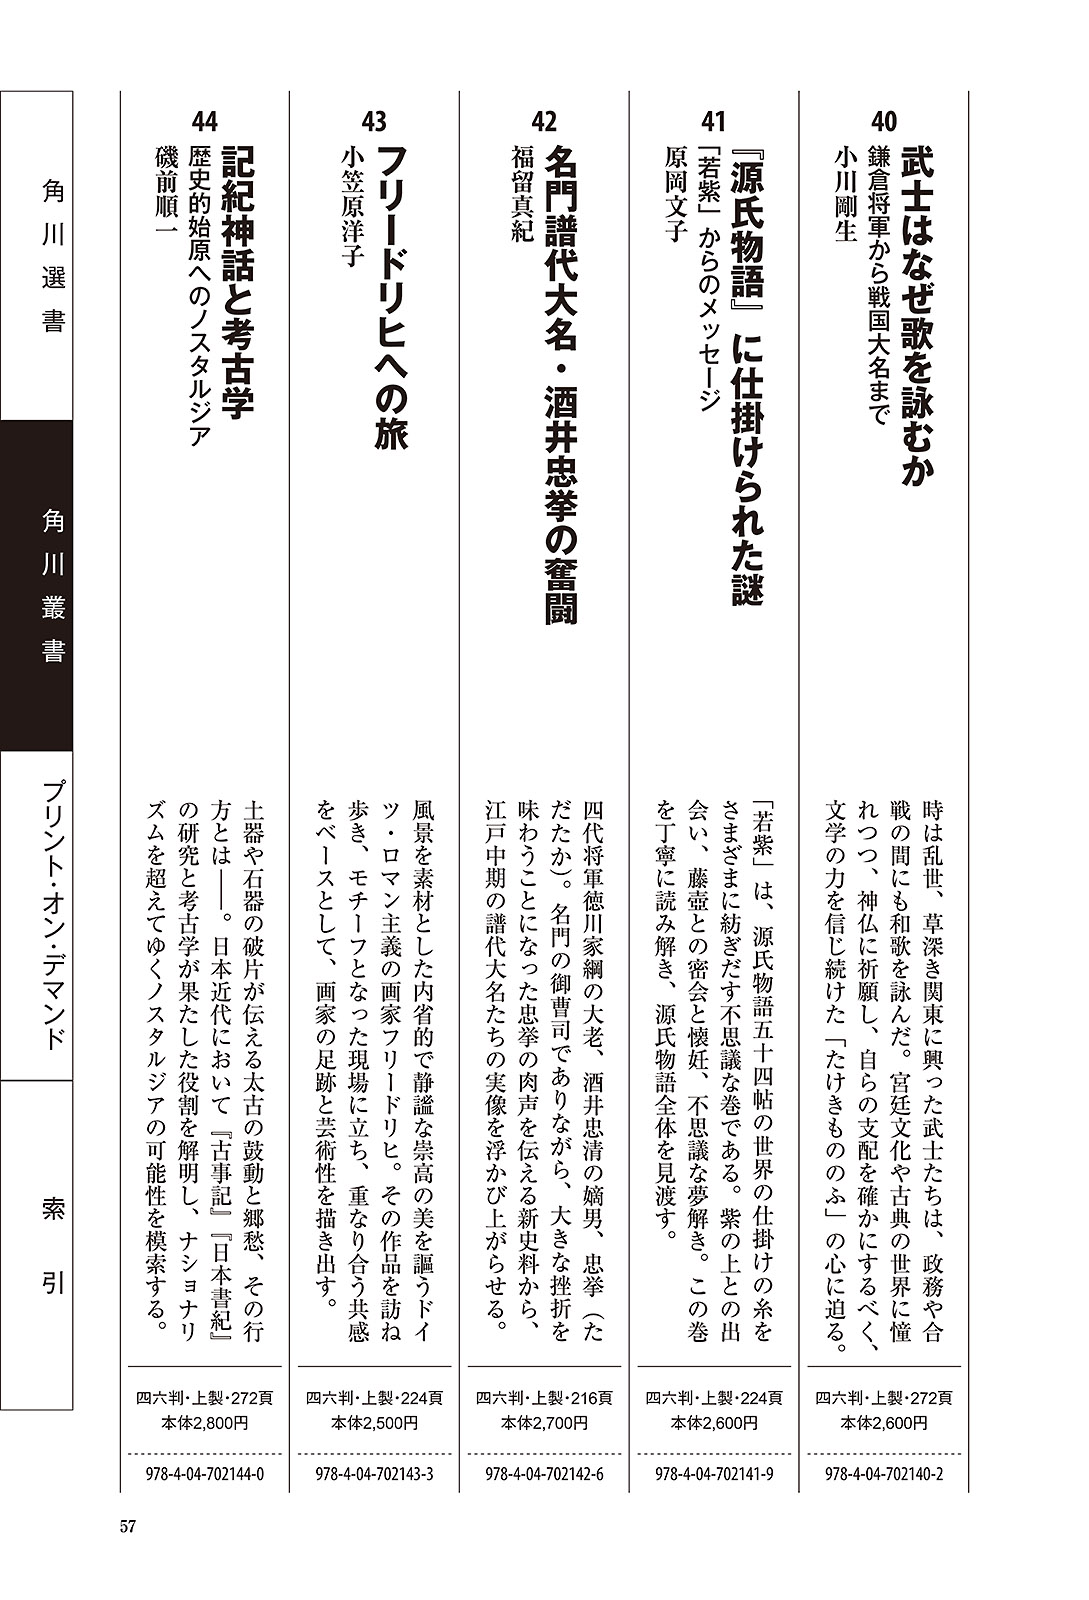 40
武士はなぜ歌を詠むか
鎌倉将軍から戦国大名まで
小川剛生
時は乱世、草深き関東に興った武士たちは、政務や合
戦の間にも和歌を詠んだ。宮廷文化や古典の世界に憧
れつつ、神仏に祈願し、自らの支配を確かにするべく、
文学の力を信じ続けた「たけきもののふ」の心に迫る。
四六判・上製・272頁
本体2,600円
978-4-04-702140-2
41
『源氏物語』に仕掛けられた謎
「若紫」からのメッセージ
原岡文子
「若紫」は、源氏物語五十四帖の世界の仕掛けの糸を
さまざまに紡ぎだす不思議な巻である。紫の上との出
会い、藤壺との密会と懐妊、不思議な夢解き。この巻
を丁寧に読み解き、源氏物語全体を見渡す。
四六判・上製・224頁
本体2,600円
978-4-04-702141-9
42
名門譜代大名・酒井忠挙の奮闘
福留真紀
四代将軍徳川家綱の大老、酒井忠清の嫡男、忠挙（た
だたか）。名門の御曹司でありながら、大きな挫折を
味わうことになった忠挙の肉声を伝える新史料から、
江戸中期の譜代大名たちの実像を浮かび上がらせる。
四六判・上製・216頁
本体2,700円
978-4-04-702142-6
43
フリードリヒへの旅
小笠原洋子
風景を素材とした内省的で静謐な崇高の美を謳うドイ
ツ・ロマン主義の画家フリードリヒ。その作品を訪ね
歩き、モチーフとなった現場に立ち、重なり合う共感
をベースとして、画家の足跡と芸術性を描き出す。
四六判・上製・224頁
本体2,500円
978-4-04-702143-3
44
記紀神話と考古学
歴史的始原へのノスタルジア
磯前順一
土器や石器の破片が伝える太古の鼓動と郷愁、その行
方とは――。日本近代において『古事記』『日本書紀』
の研究と考古学が果たした役割を解明し、ナショナリ
ズムを超えてゆくノスタルジアの可能性を模索する。
四六判・上製・272頁
本体2,800円
978-4-04-702144-0
角川選書
角川叢書
プリント・オン・デマンド
索引
57